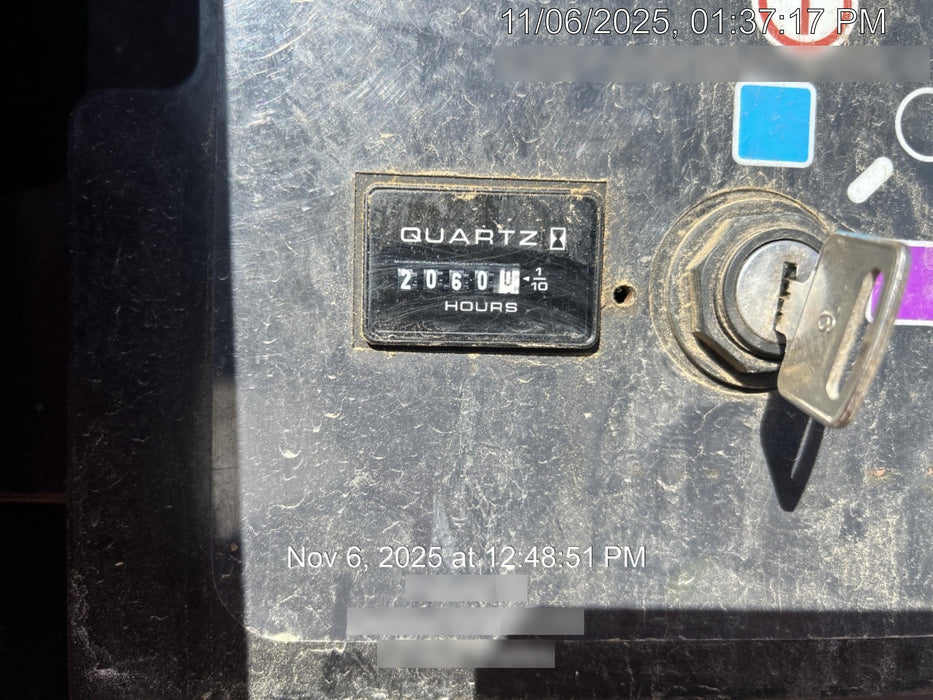 11/06/2025, 01:37:17 PM
QUARTZ
2060
1/10
HOURS
Nov 6, 2025 at 12:48:51 PM